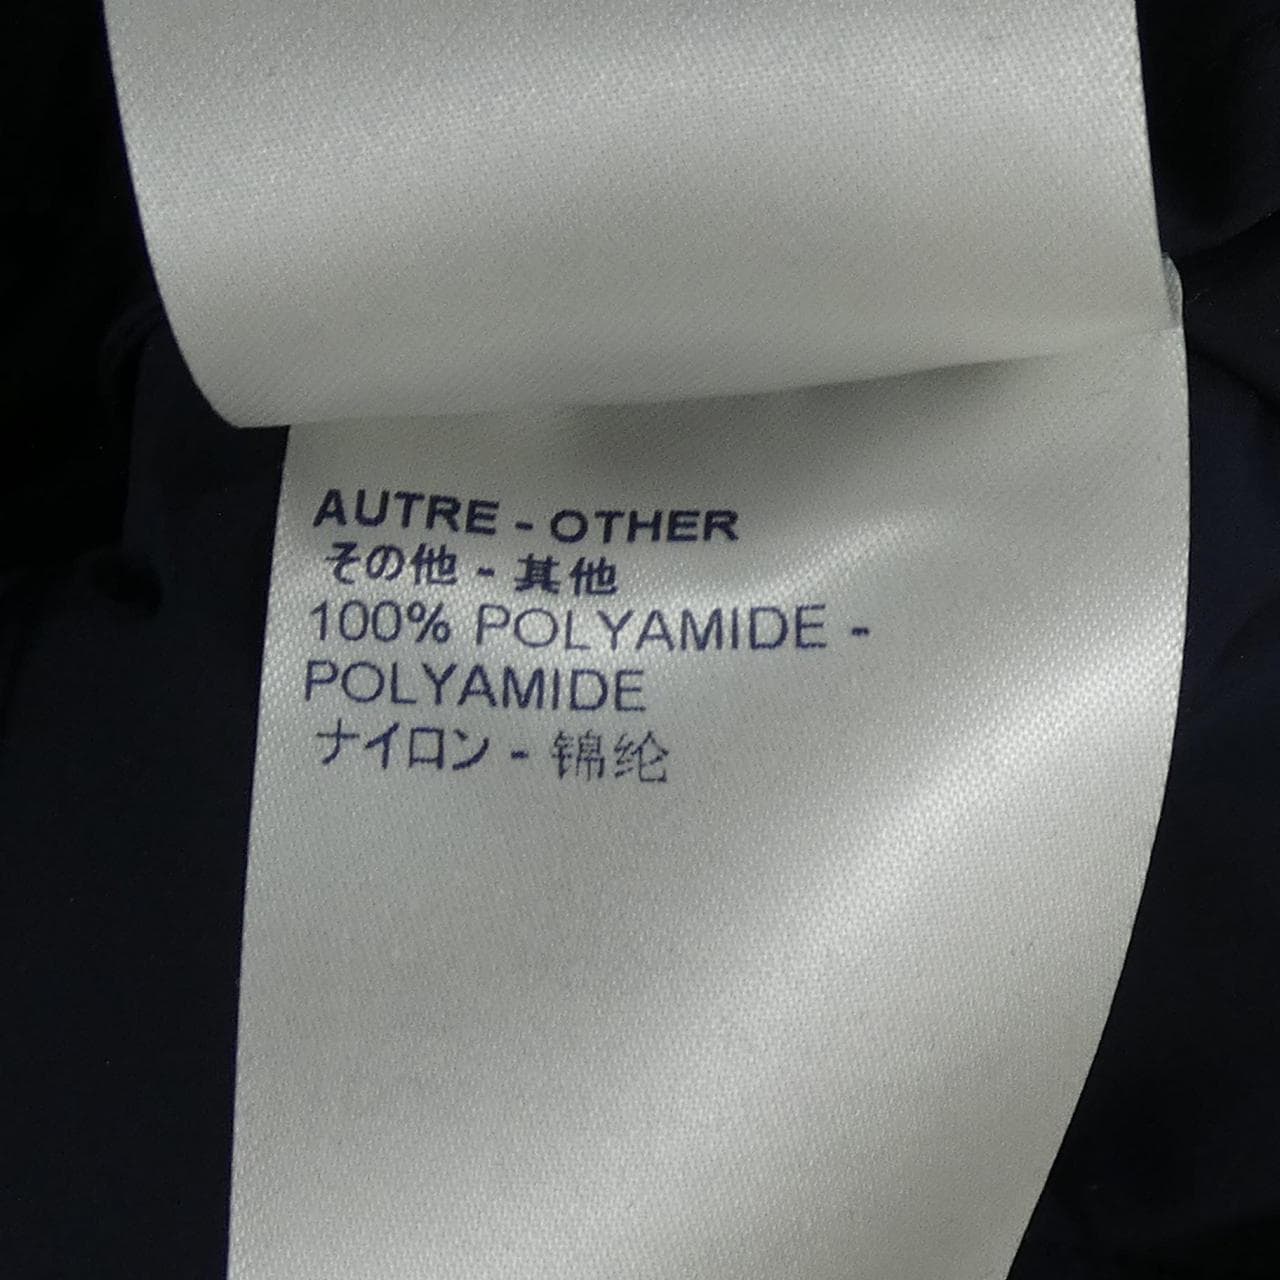 AUTRE - OTHER
その他 - 其他
100% POLYAMIDE -
POLYAMIDE
ナイロン - 锦纶